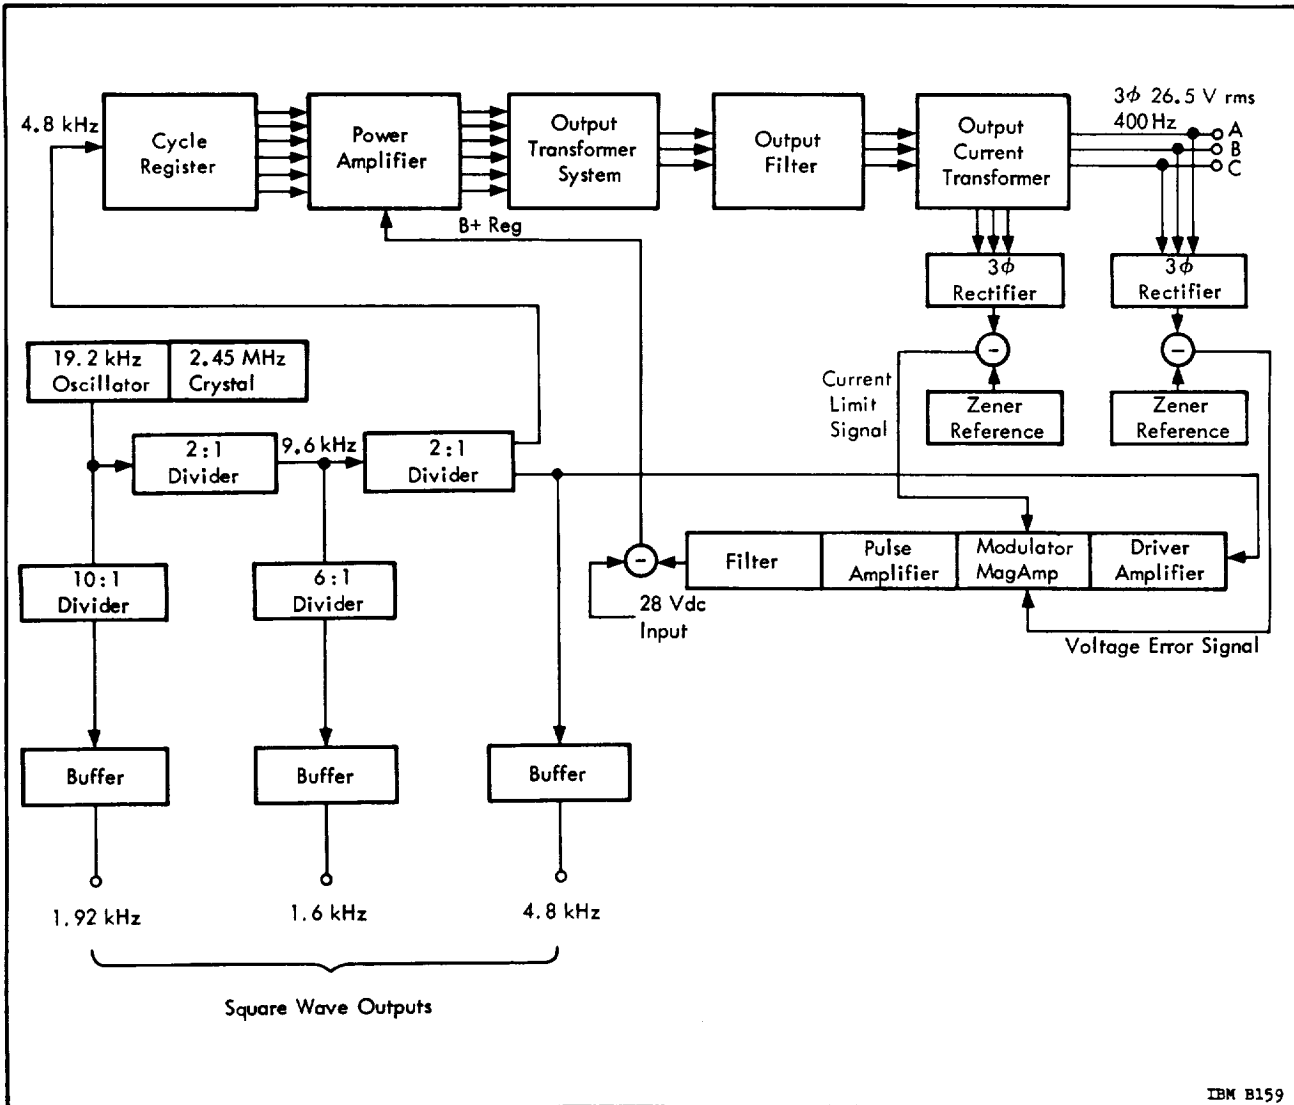 3ϕ 26.5 V rms
400 Hz
4.8 kHz
Cycle
Register
Power
Amplifier
Output
Transformer
System
Output
Filter
Output
Current
Transformer
A
B
C
B+ Reg
3ϕ
Rectifier
3ϕ
Rectifier
19.2 kHz
Oscillator
2.45 MHz
Crystal
-
-
Current
Limit
Signal
Zener
Reference
Zener
Reference
2:1
Divider
9.6 kHz
2:1
Divider
10:1
Divider
6:1
Divider
-
28 Vdc
Input
Filter
Pulse
Amplifier
Modulator
MagAmp
Driver
Amplifier
Voltage Error Signal
Buffer
Buffer
Buffer
1.92 kHz
1.6 kHz
4.8 kHz
Square Wave Outputs
IBM B159